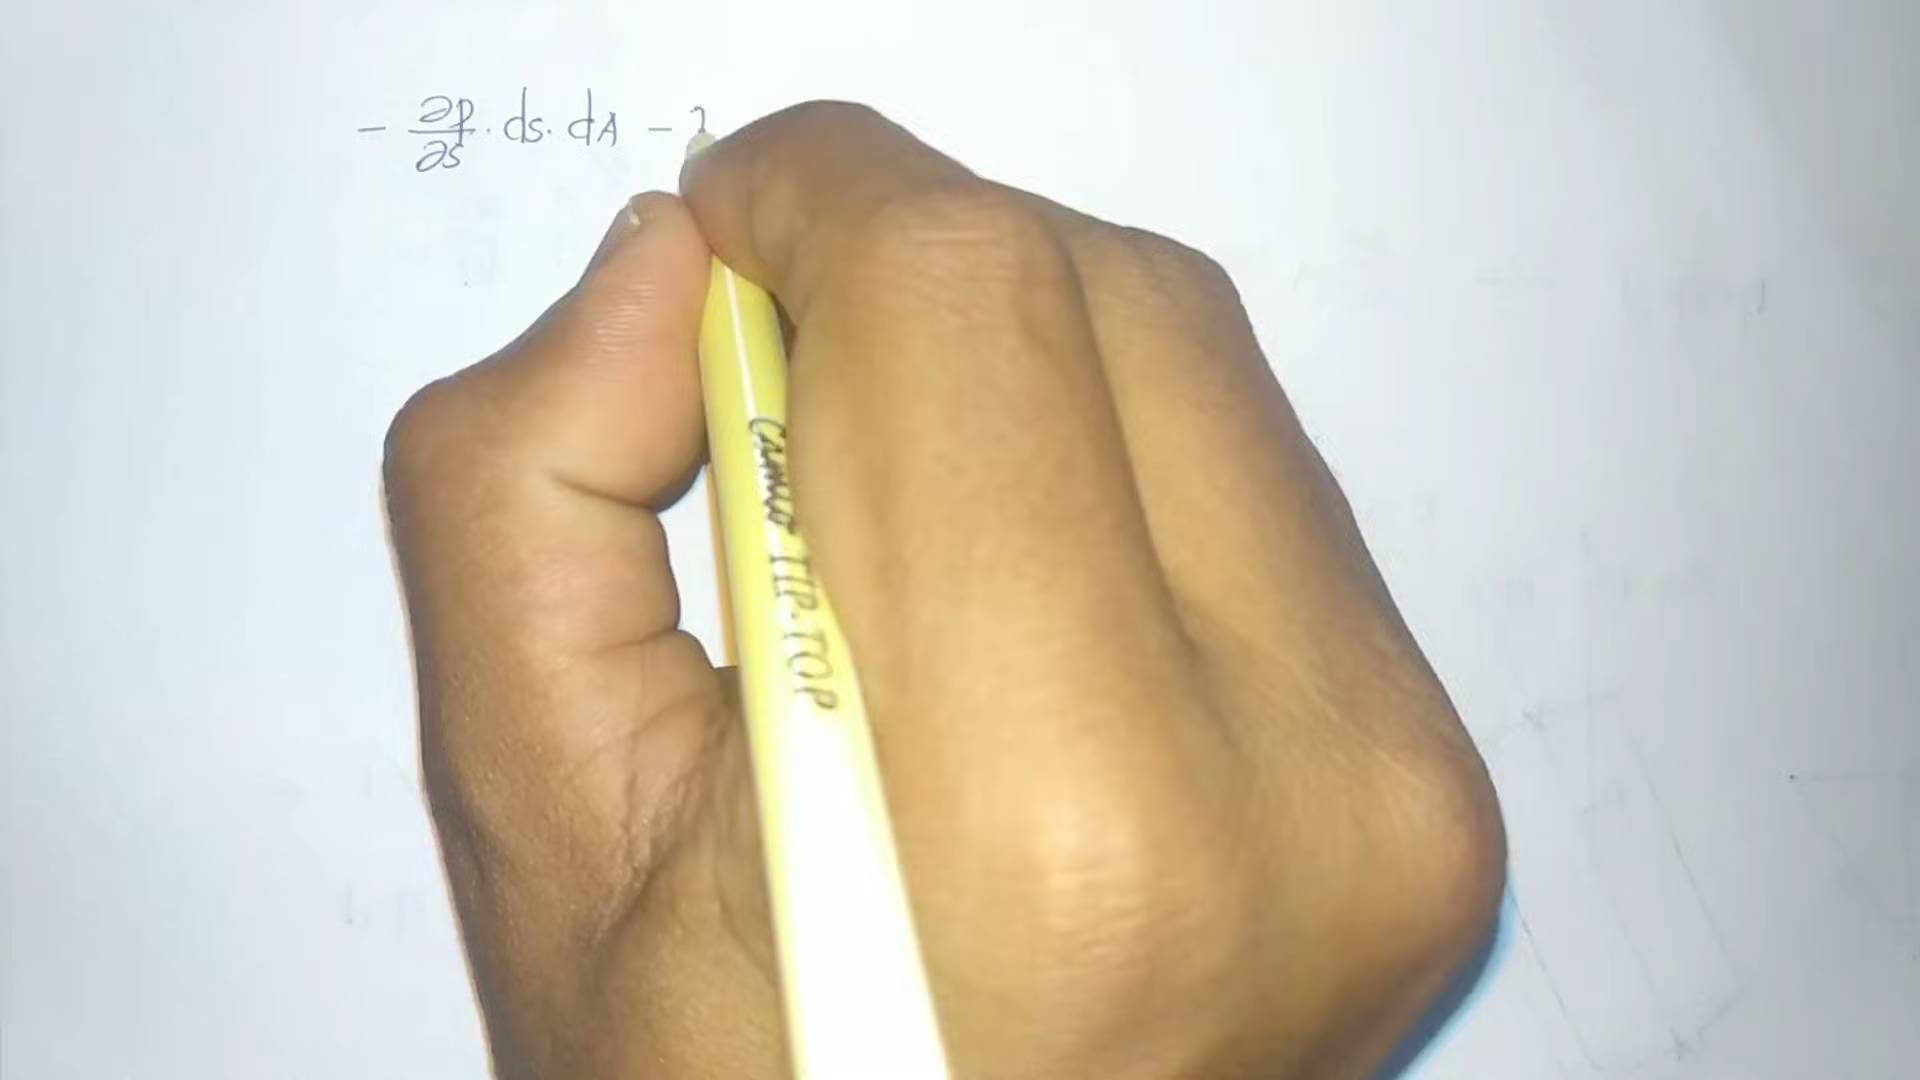 - ∂p/∂s . ds. dA -
Camlin TIP-TOP